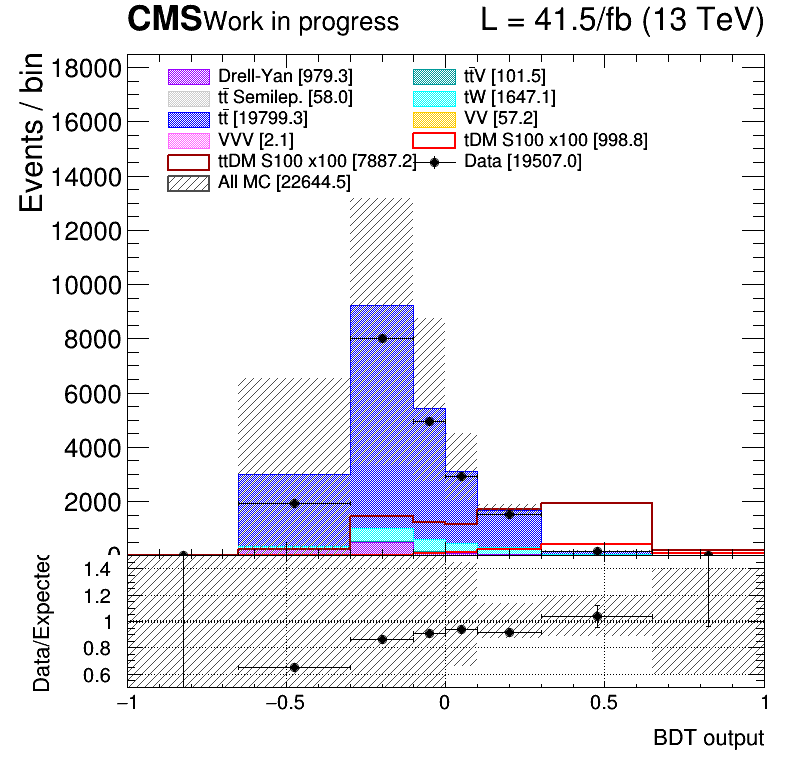 CMS Work in progress L = 41.5/fb (13 TeV)
Events / bin
18000
16000
14000
12000
10000
8000
6000
4000
2000
0
Drell-Yan [979.3] tt̄V [101.5]
tt̄ Semilep. [58.0] tW [1647.1]
tt̄ [19799.3] VV [57.2]
VVV [2.1] tDM S100 x100 [998.8]
ttDM S100 x100 [7887.2] Data [19507.0]
All MC [22644.5]
Data/Expected
1.4
1.2
1
0.8
0.6
−1 −0.5 0 0.5 1
BDT output